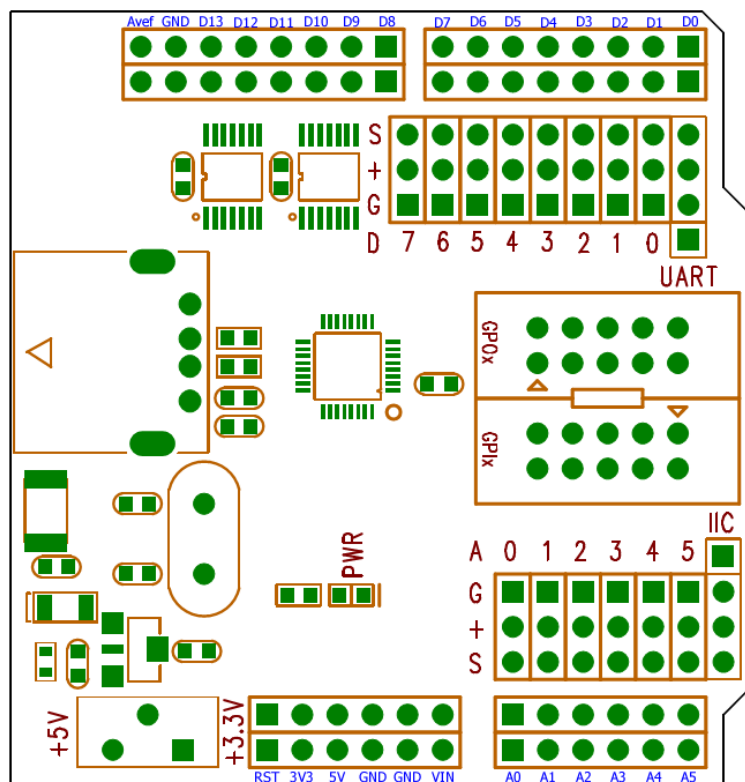 Avef GND D13 D12 D11 D10 D9 D8 D7 D6 D5 D4 D3 D2 D1 D0
S
+
G
D 7 6 5 4 3 2 1 0
UART
GPOx
GPIx
IIC
A 0 1 2 3 4 5
PWR
G
+
S
+5V
+3.3V
RST 3V3 5V GND GND VIN A0 A1 A2 A3 A4 A5